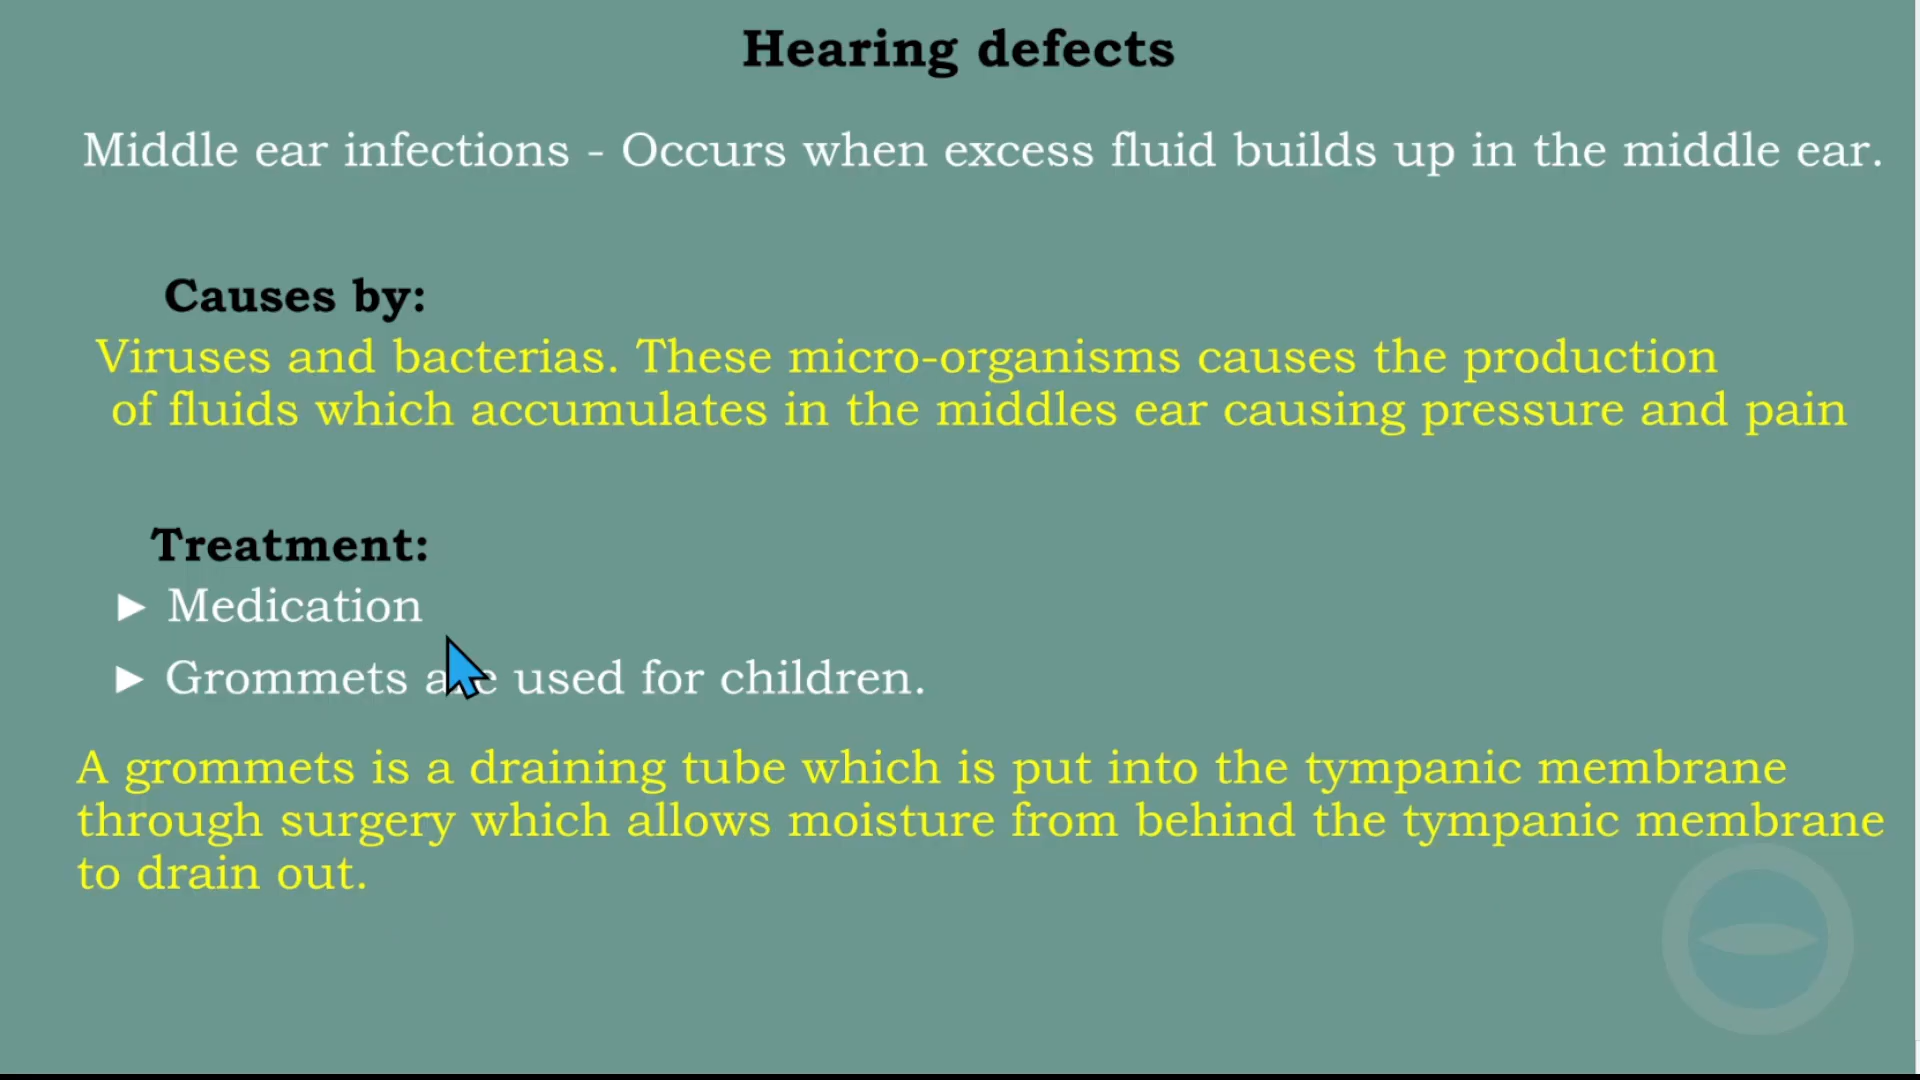 Hearing defects
Middle ear infections - Occurs when excess fluid builds up in the middle ear.
Causes by:
Viruses and bacterias. These micro-organisms causes the production
of fluids which accumulates in the middles ear causing pressure and pain
Treatment:
► Medication
► Grommets are used for children.
A grommets is a draining tube which is put into the tympanic membrane
through surgery which allows moisture from behind the tympanic membrane
to drain out.